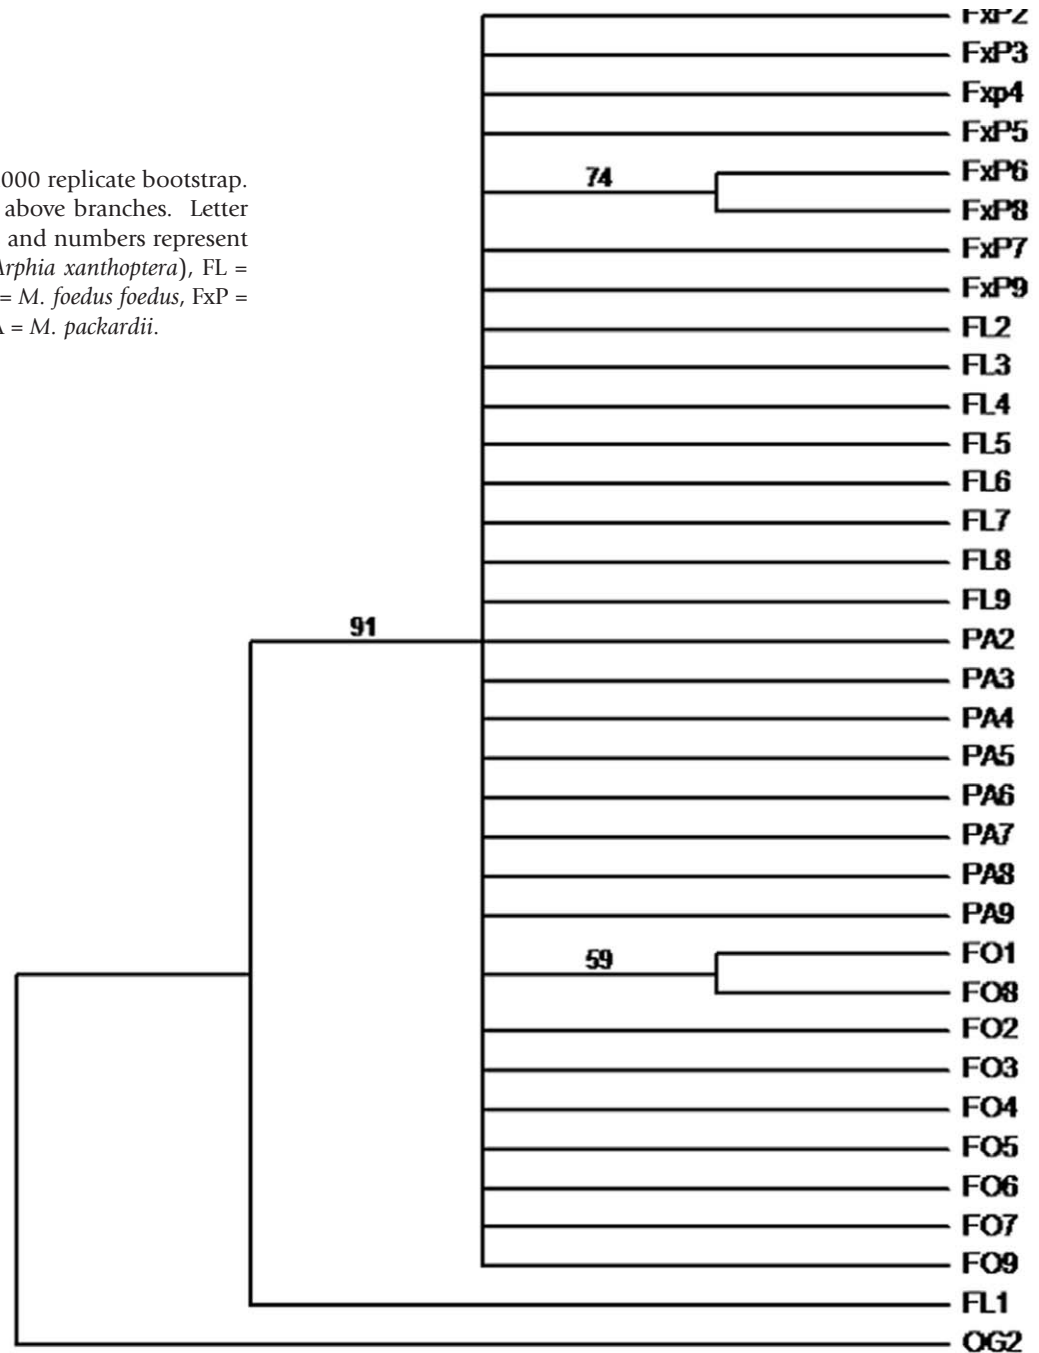 FxP2
FxP3
Fxp4
FxP5
000 replicate bootstrap.
above branches. Letter
and numbers represent
Arphia xanthoptera), FL =
= M. foedus foedus, FxP =
A = M. packardii.
74
FxP6
FxP8
FxP7
FxP9
FL2
FL3
FL4
FL5
FL6
FL7
FL8
FL9
91
PA2
PA3
PA4
PA5
PA6
PA7
PA8
PA9
59
FO1
FO8
FO2
FO3
FO4
FO5
FO6
FO7
FO9
FL1
OG2